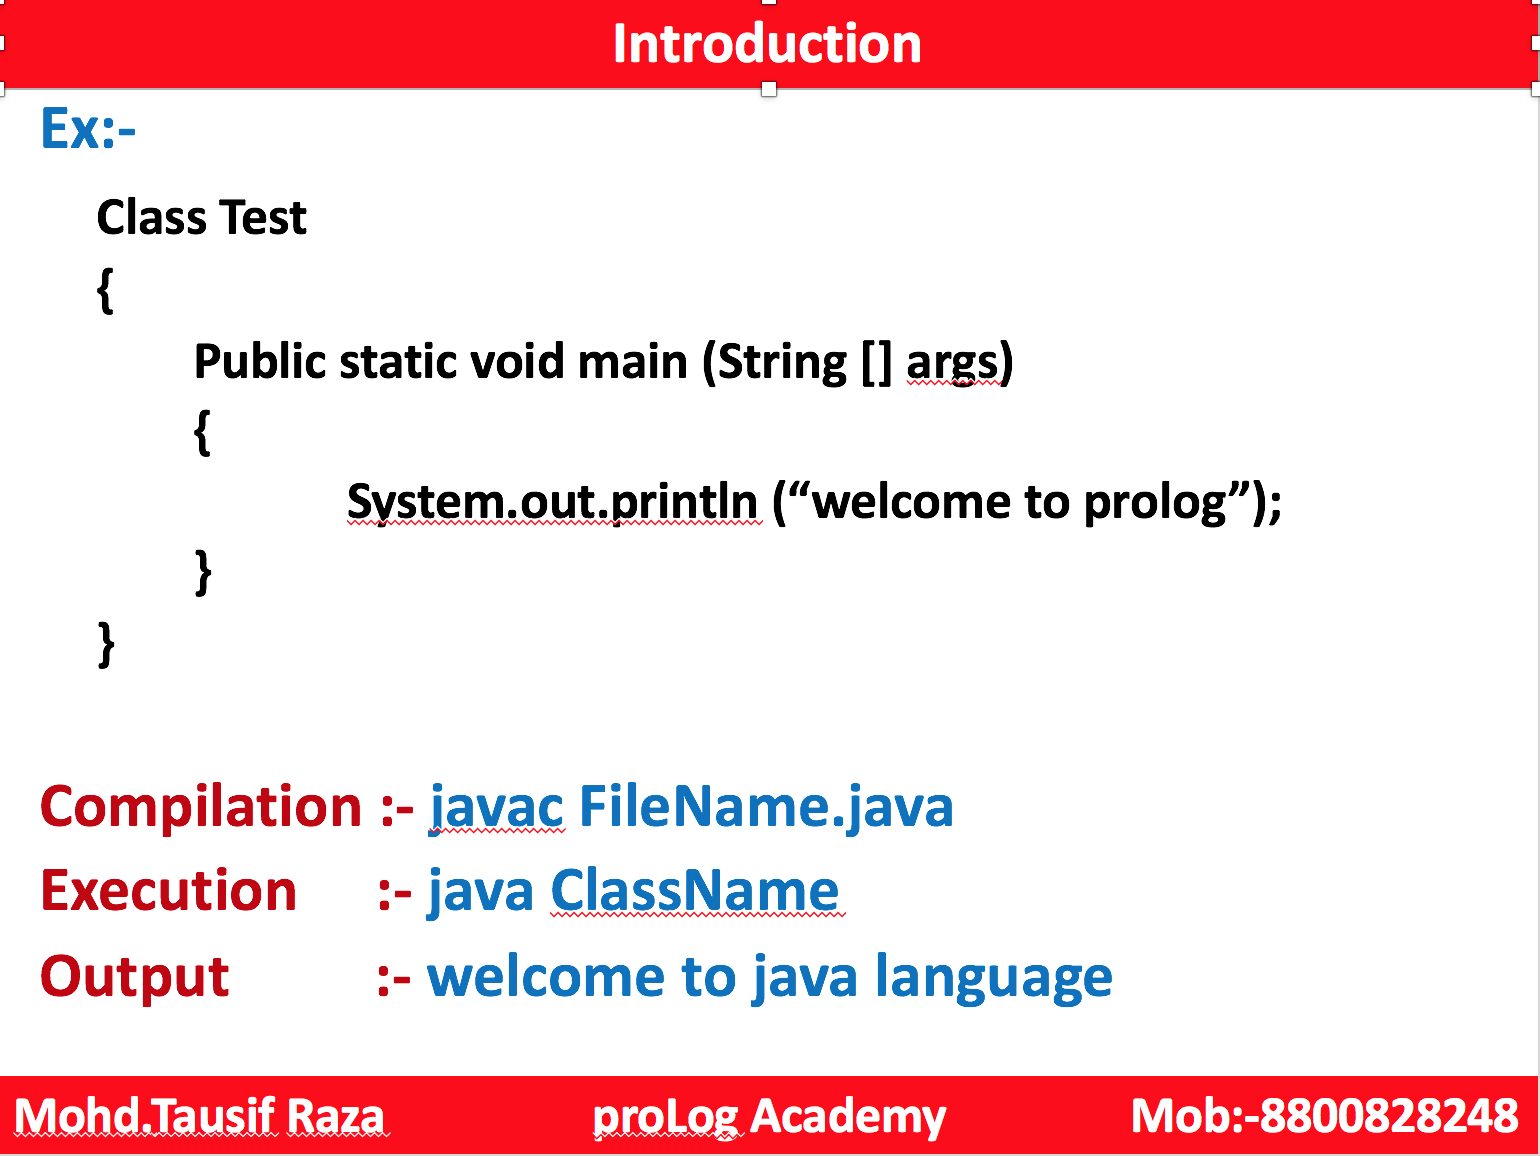 Introduction
Ex:-
Class Test
{
Public static void main (String [] args)
{
System.out.println (“welcome to prolog”);
}
}
Compilation :- javac FileName.java
Execution :- java ClassName
Output :- welcome to java language
Mohd.Tausif Raza proLog Academy Mob:-8800828248